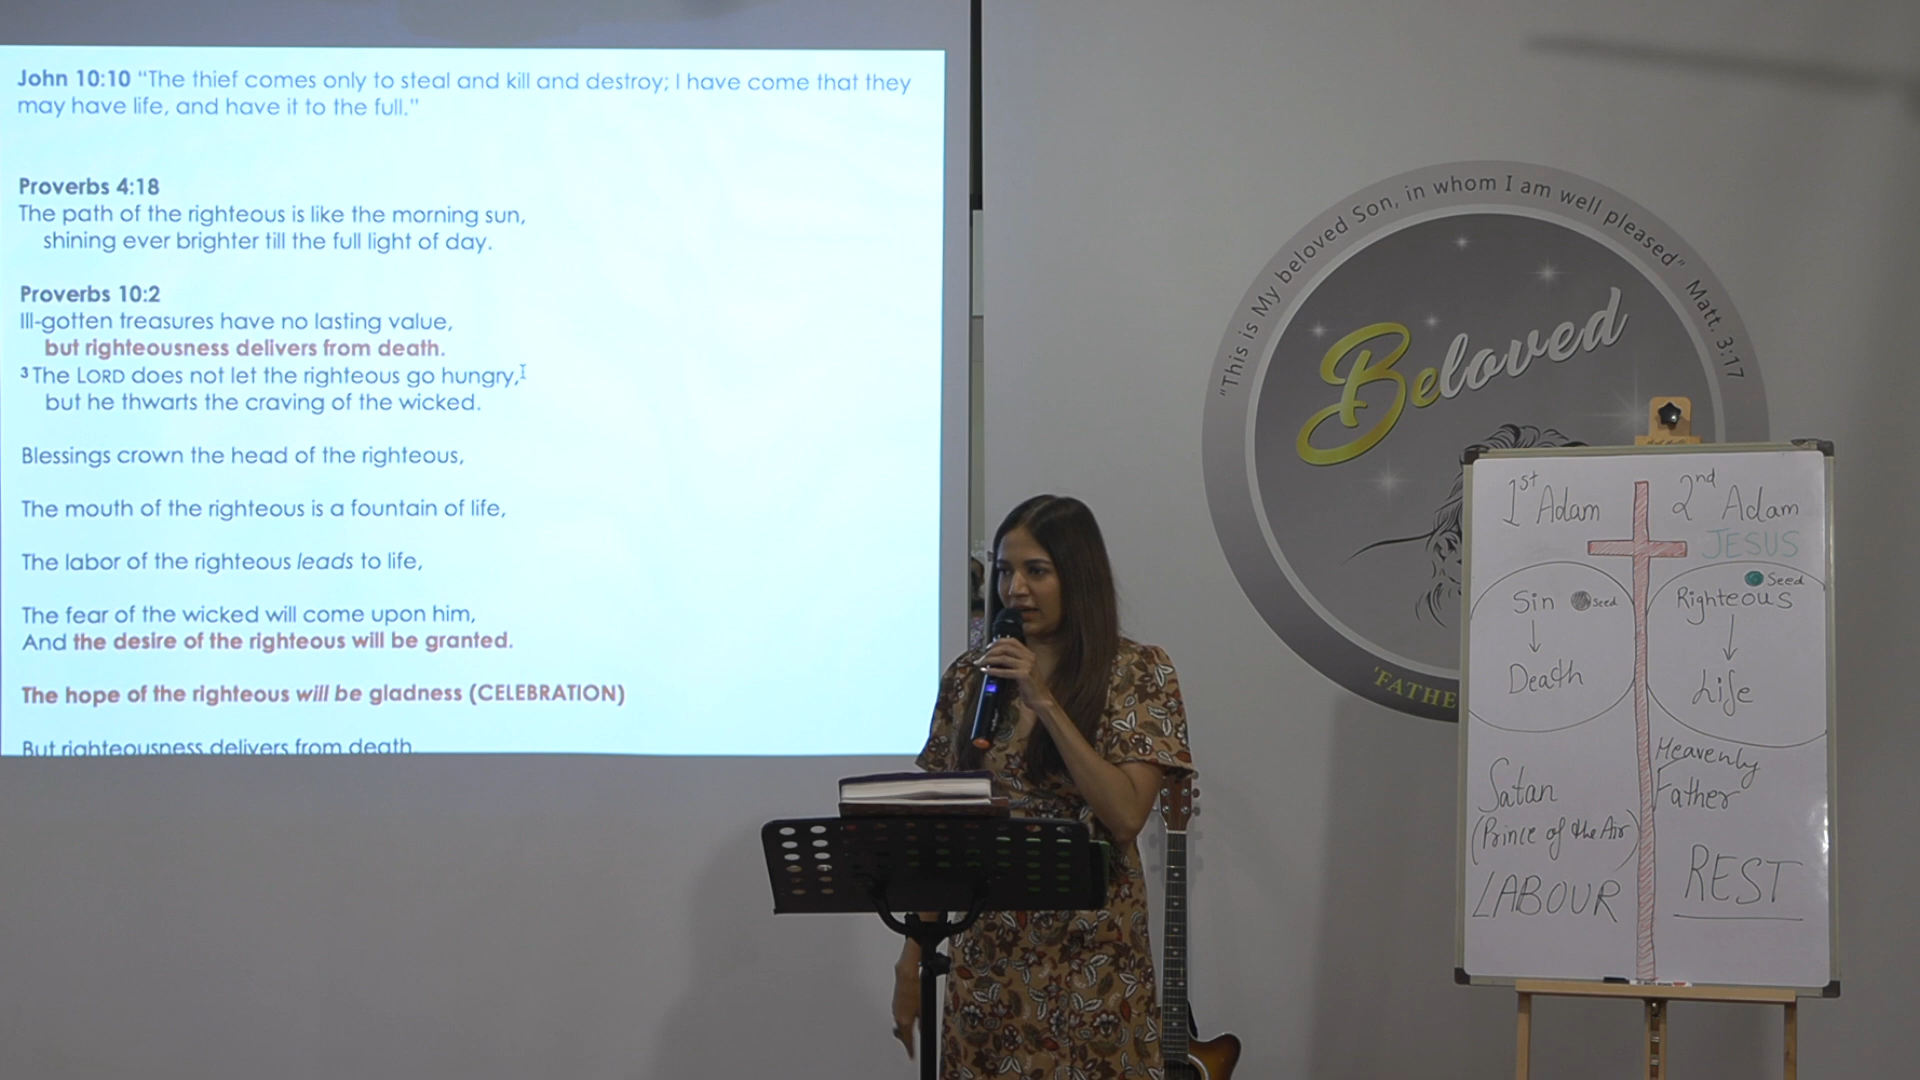 John 10:10 “The thief comes only to steal and kill and destroy; I have come that they
may have life, and have it to the full.”
Proverbs 4:18
The path of the righteous is like the morning sun,
shining ever brighter till the full light of day.
Proverbs 10:2
Ill-gotten treasures have no lasting value,
but righteousness delivers from death.
3 The LORD does not let the righteous go hungry,
but he thwarts the craving of the wicked.
Blessings crown the head of the righteous,
The mouth of the righteous is a fountain of life,
The labor of the righteous leads to life,
The fear of the wicked will come upon him,
And the desire of the righteous will be granted.
The hope of the righteous will be gladness (CELEBRATION)
But righteousness delivers from death
"This is My beloved Son, in whom I am well pleased" Matt. 3:17
Beloved
1st Adam
2nd Adam
JESUS
Sin Seed
Death
Seed
Righteous
Life
Satan
(Prince of the Air)
LABOUR
Heavenly
Father
REST